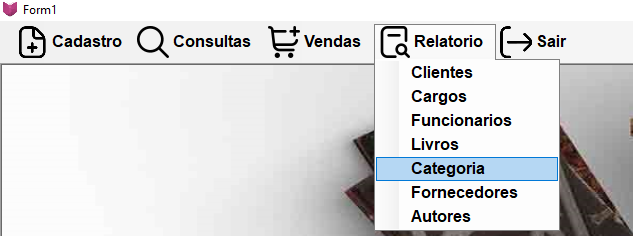 Form1
Cadastro Consultas Vendas Relatorio Sair
Clientes
Cargos
Funcionarios
Livros
Categoria
Fornecedores
Autores